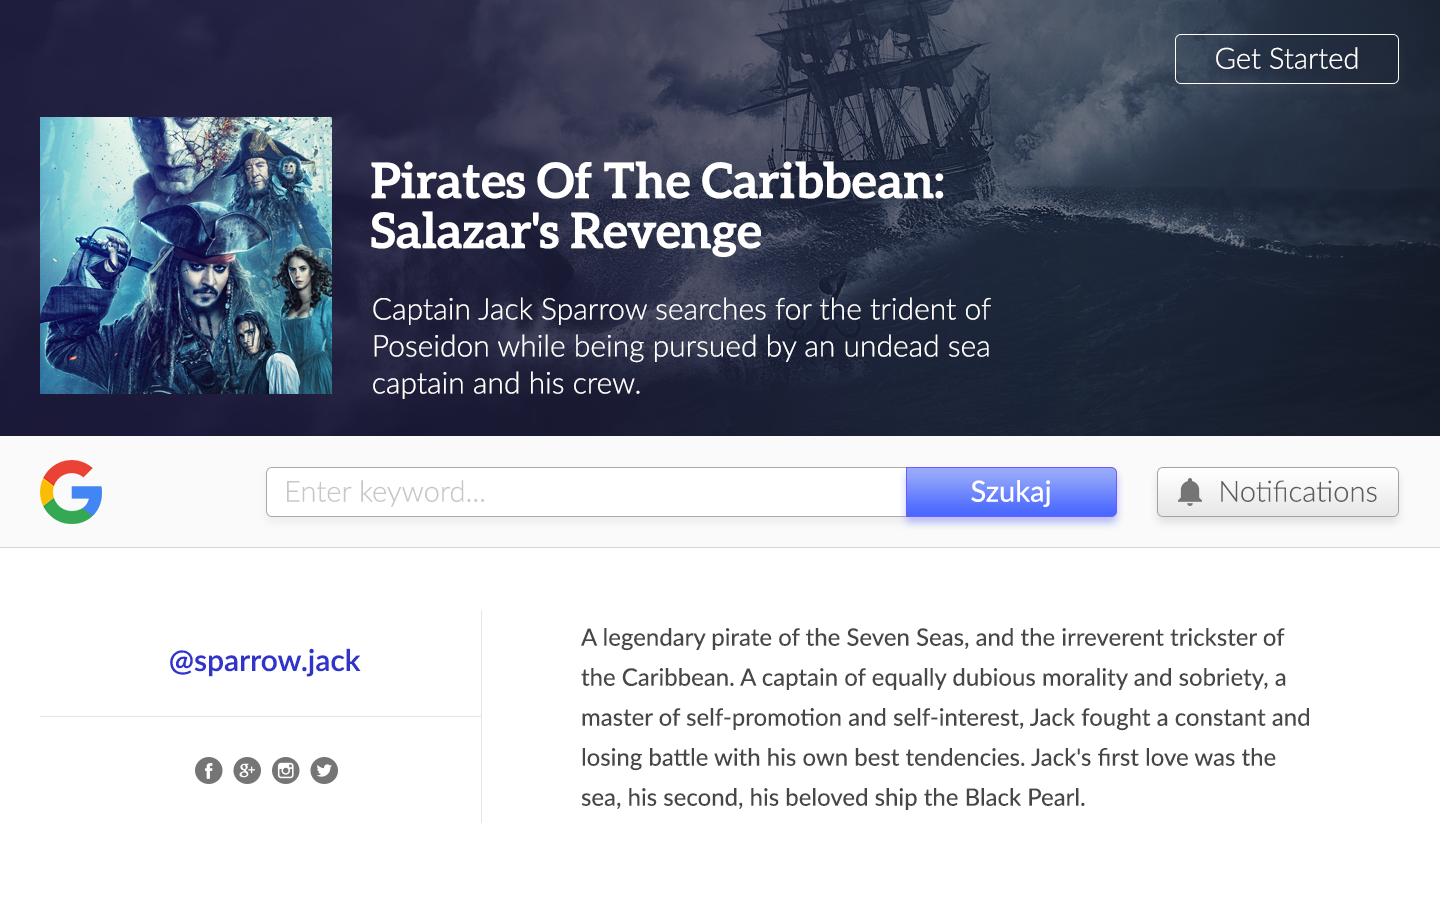 Get Started
Pirates Of The Caribbean:
Salazar's Revenge
Captain Jack Sparrow searches for the trident of
Poseidon while being pursued by an undead sea
captain and his crew.
Enter keyword...
Szukaj
Notifications
@sparrow.jack
A legendary pirate of the Seven Seas, and the irreverent trickster of
the Caribbean. A captain of equally dubious morality and sobriety, a
master of self-promotion and self-interest, Jack fought a constant and
losing battle with his own best tendencies. Jack's first love was the
sea, his second, his beloved ship the Black Pearl.